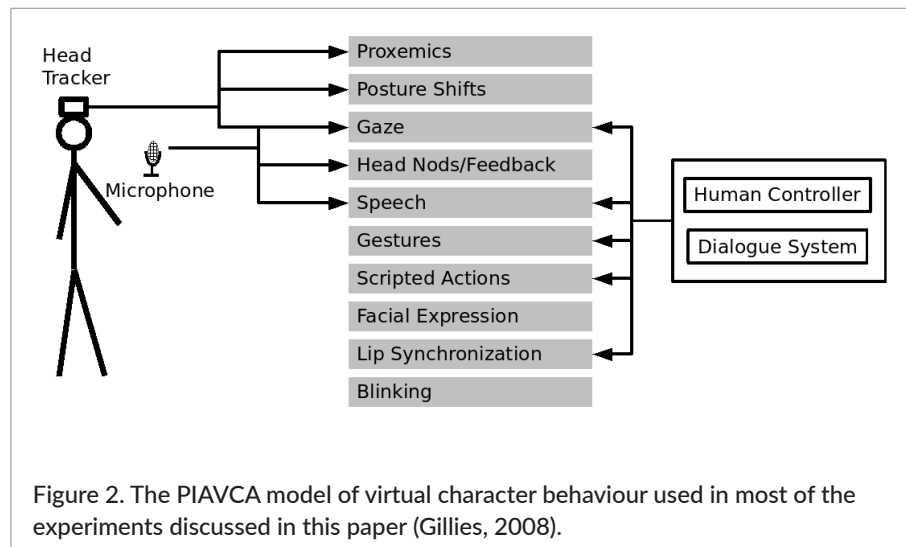 Head
Tracker
Microphone
Proxemics
Posture Shifts
Gaze
Head Nods/Feedback
Speech
Gestures
Scripted Actions
Facial Expression
Lip Synchronization
Blinking
Human Controller
Dialogue System
Figure 2. The PIAVCA model of virtual character behaviour used in most of the
experiments discussed in this paper (Gillies, 2008).